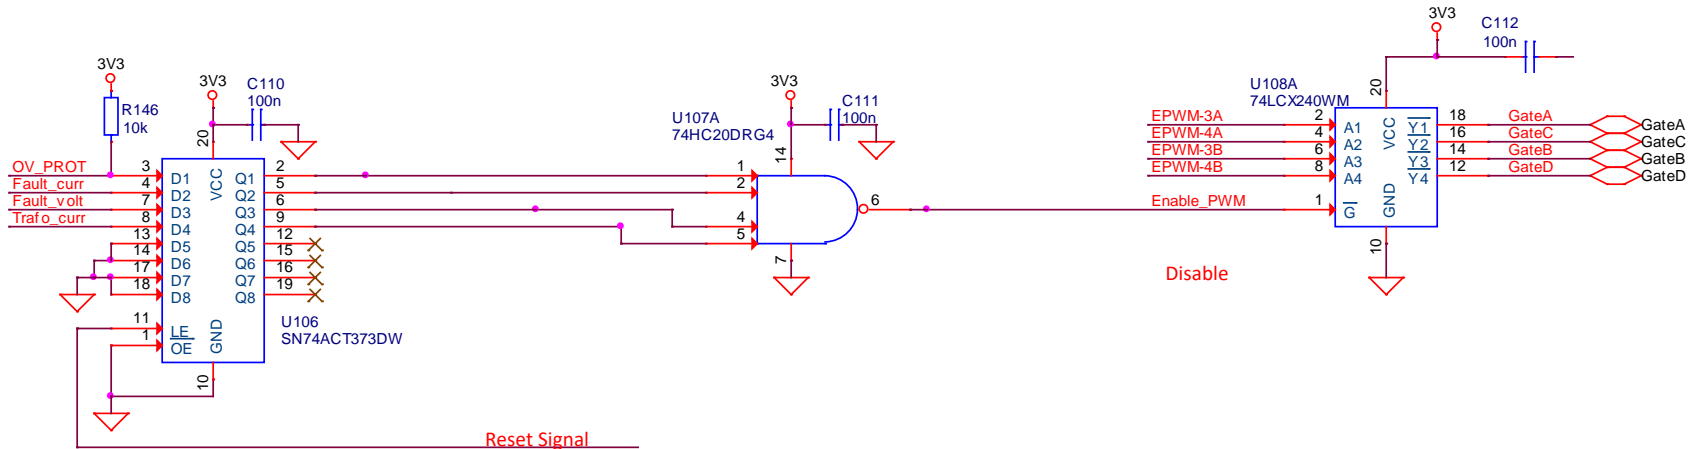 3V3
R146
10k
3V3
C110
100n
20
VCC
OV_PROT
Fault_curr
Fault_volt
Trafo_curr
3
4
7
8
13
14
17
18
11
1
D1
D2
D3
D4
D5
D6
D7
D8
LE
OE
GND
10
Q1
Q2
Q3
Q4
Q5
Q6
Q7
Q8
2
5
6
9
12
15
16
19
U106
SN74ACT373DW
Reset Signal
U107A
74HC20DRG4
3V3
C111
100n
14
1
2
4
5
6
7
Enable_PWM
Disable
EPWM-3A
EPWM-4A
EPWM-3B
EPWM-4B
U108A
74LCX240WM
3V3
C112
100n
20
2
4
6
8
1
A1
A2
A3
A4
G
VCC
GND
10
Y1
Y2
Y3
Y4
18
16
14
12
GateA
GateC
GateB
GateD
GateA
GateC
GateB
GateD